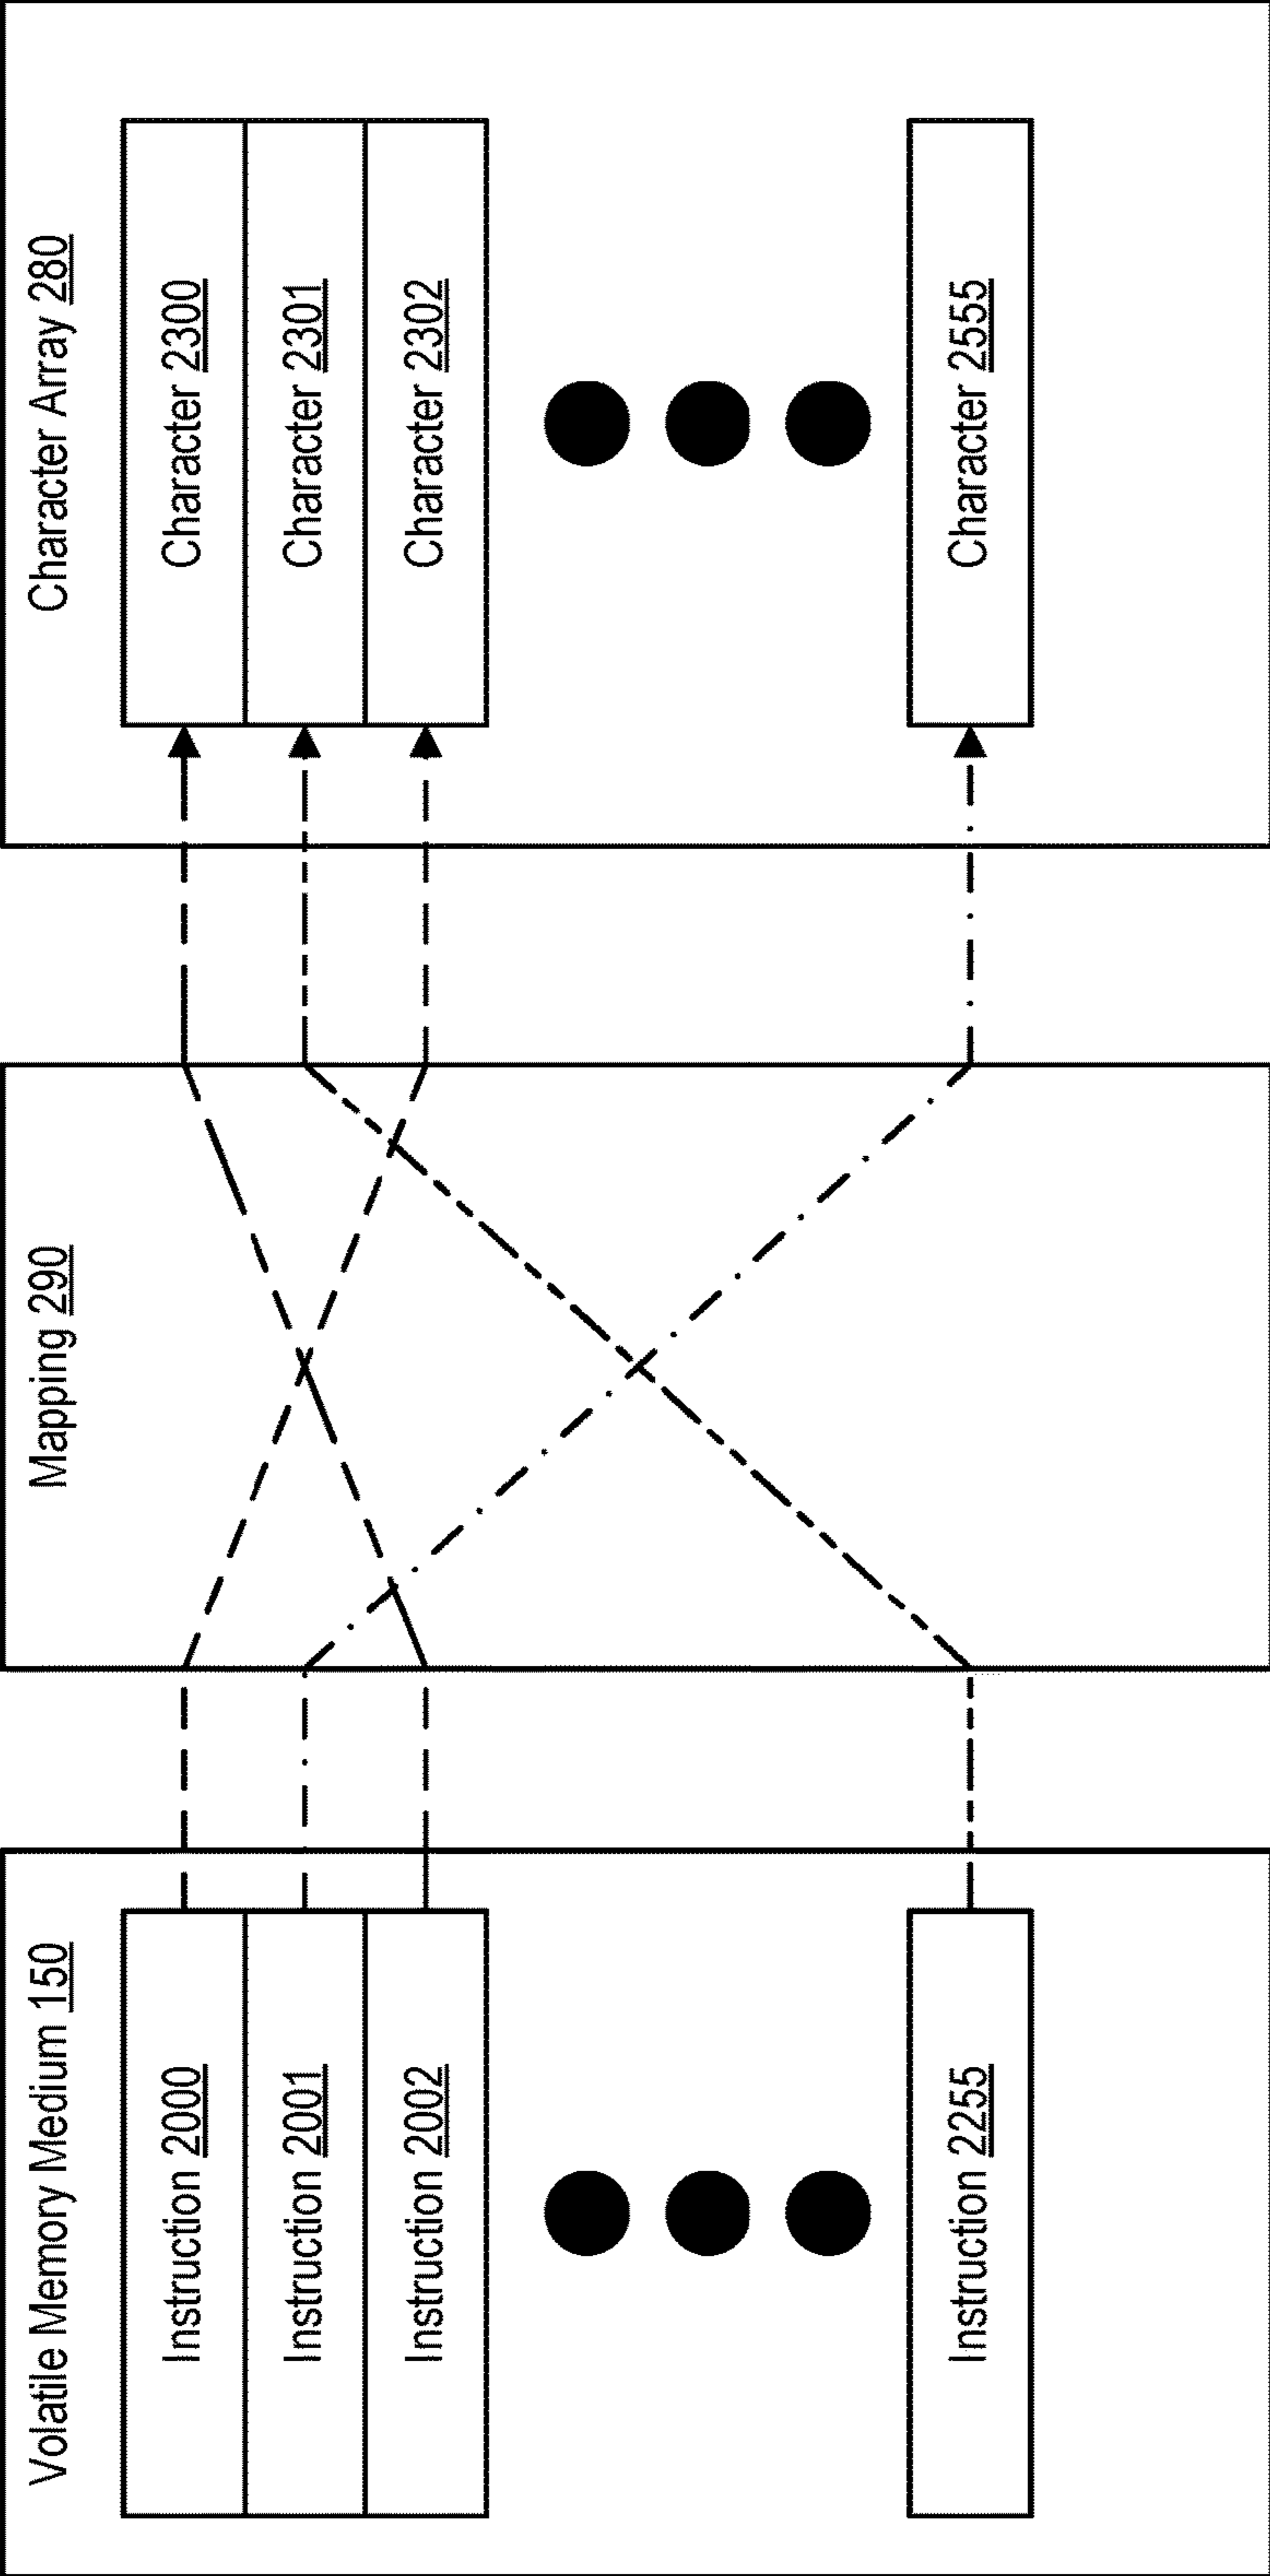 Volatile Memory Medium 150
Instruction 2000
Instruction 2001
Instruction 2002
Instruction 2255
Mapping 290
Character Array 280
Character 2300
Character 2301
Character 2302
Character 2555